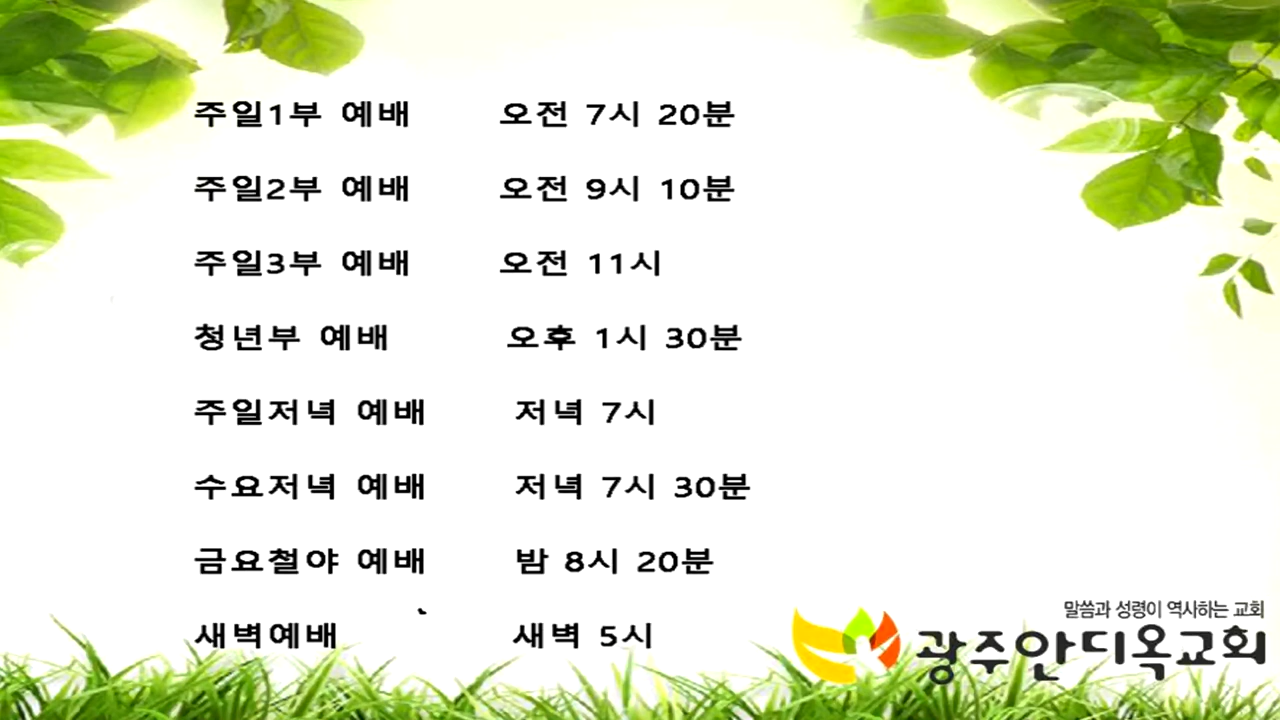 주일1부 예배 오전 7시 20분
주일2부 예배 오전 9시 10분
주일3부 예배 오전 11시
청년부 예배 오후 1시 30분
주일저녁 예배 저녁 7시
수요저녁 예배 저녁 7시 30분
금요철야 예배 밤 8시 20분
새벽예배 새벽 5시
말씀과 성령이 역사하는 교회
광주안디옥교회